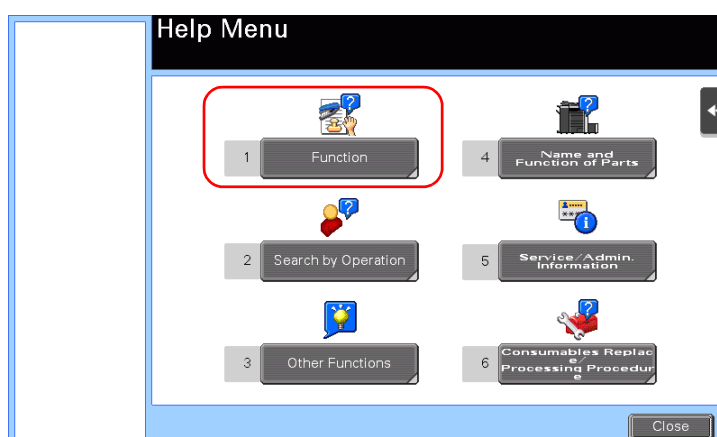 Help Menu
1 Function
4 Name and
Function of Parts
2 Search by Operation
5 Service/Admin.
Information
3 Other Functions
6 Consumables Replac
e/
Processing Procedur
e
Close